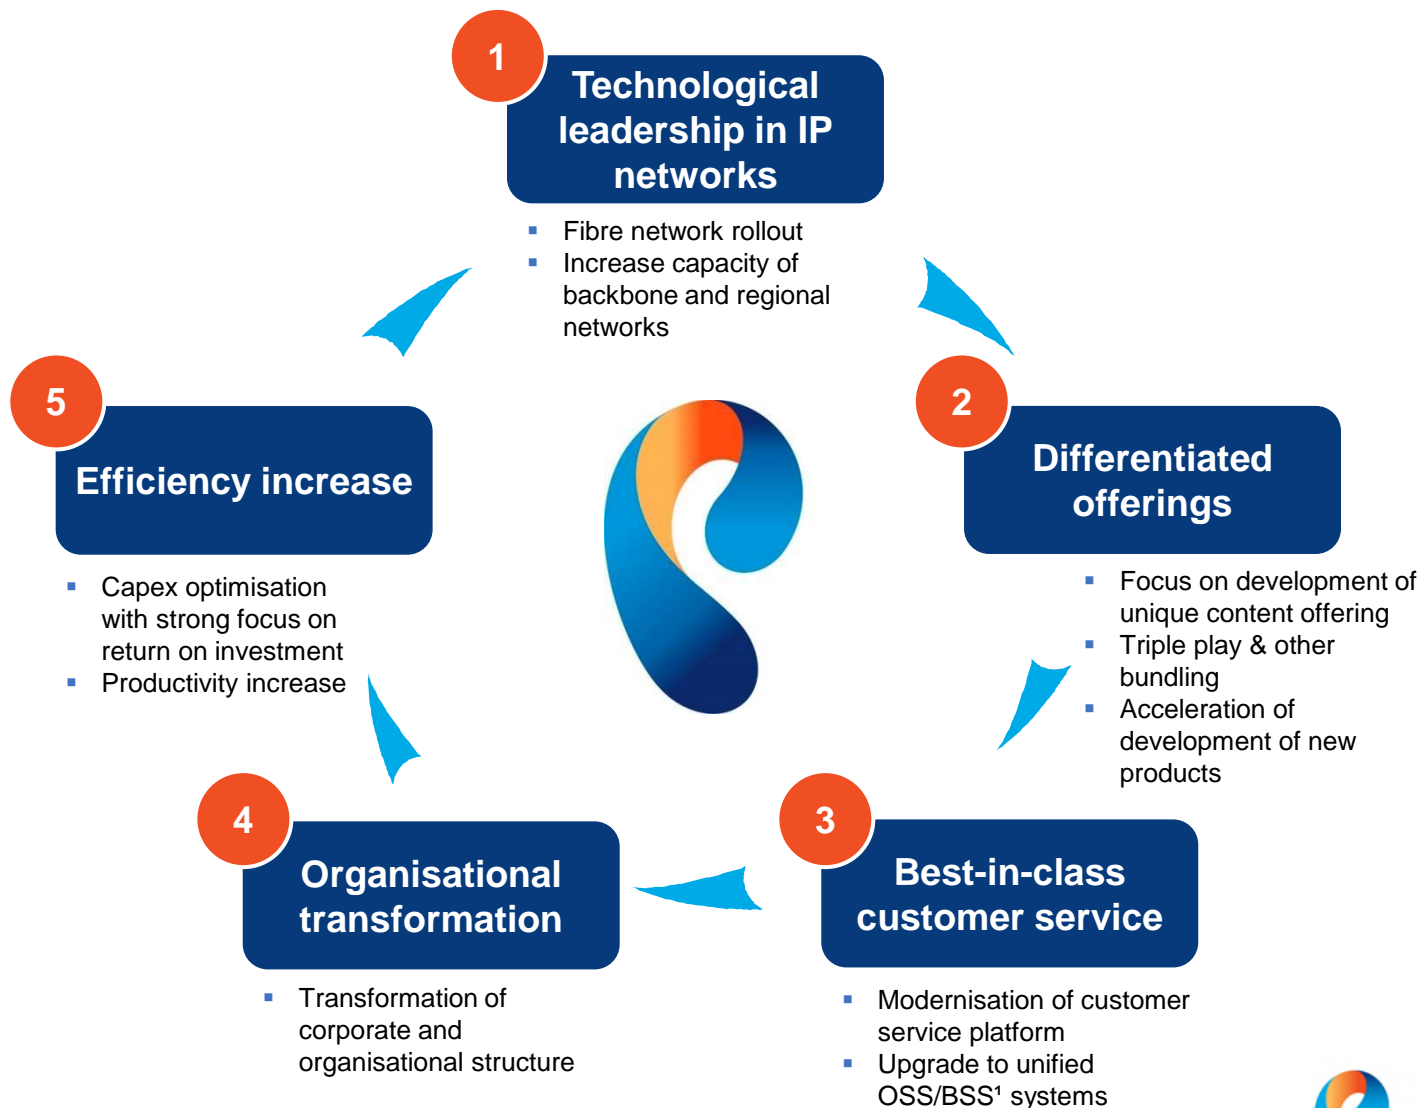 1
Technological
leadership in IP
networks
▪ Fibre network rollout
▪ Increase capacity of
backbone and regional
networks
2
Differentiated
offerings
▪ Focus on development of
unique content offering
▪ Triple play & other
bundling
▪ Acceleration of
development of new
products
3
Best-in-class
customer service
▪ Modernisation of customer
service platform
▪ Upgrade to unified
OSS/BSS¹ systems
4
Organisational
transformation
▪ Transformation of
corporate and
organisational structure
5
Efficiency increase
▪ Capex optimisation
with strong focus on
return on investment
▪ Productivity increase